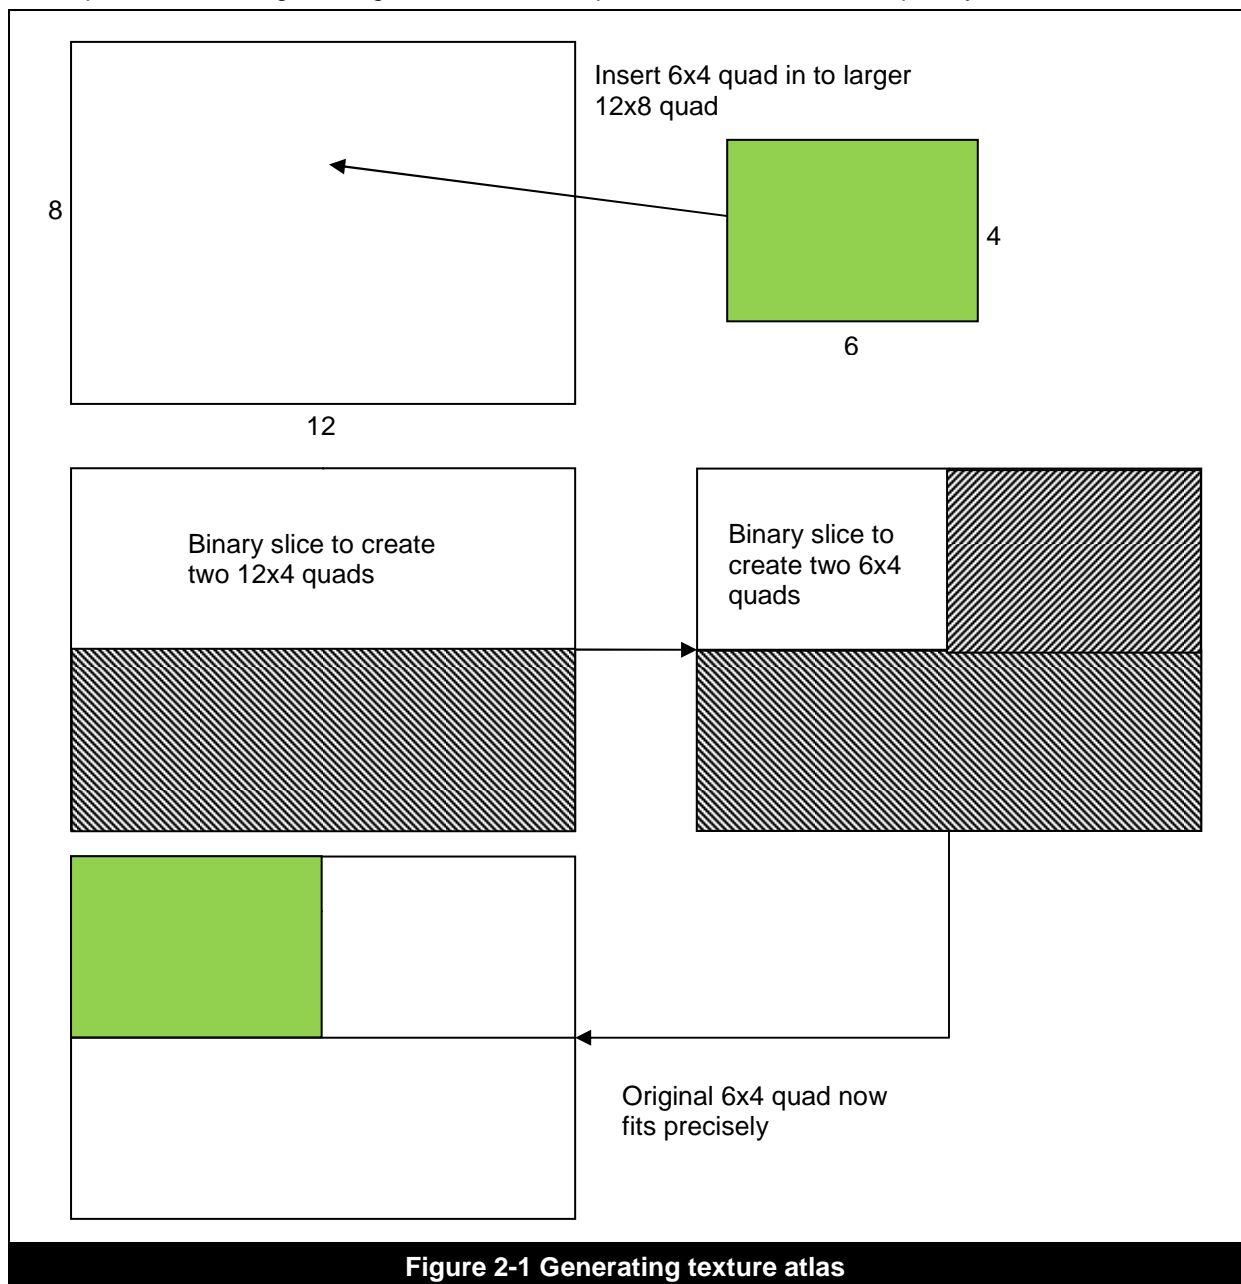 Insert 6x4 quad in to larger
12x8 quad
8
4
6
12
Binary slice to create
two 12x4 quads
Binary slice to
create two 6x4
quads
Original 6x4 quad now
fits precisely
Figure 2-1 Generating texture atlas